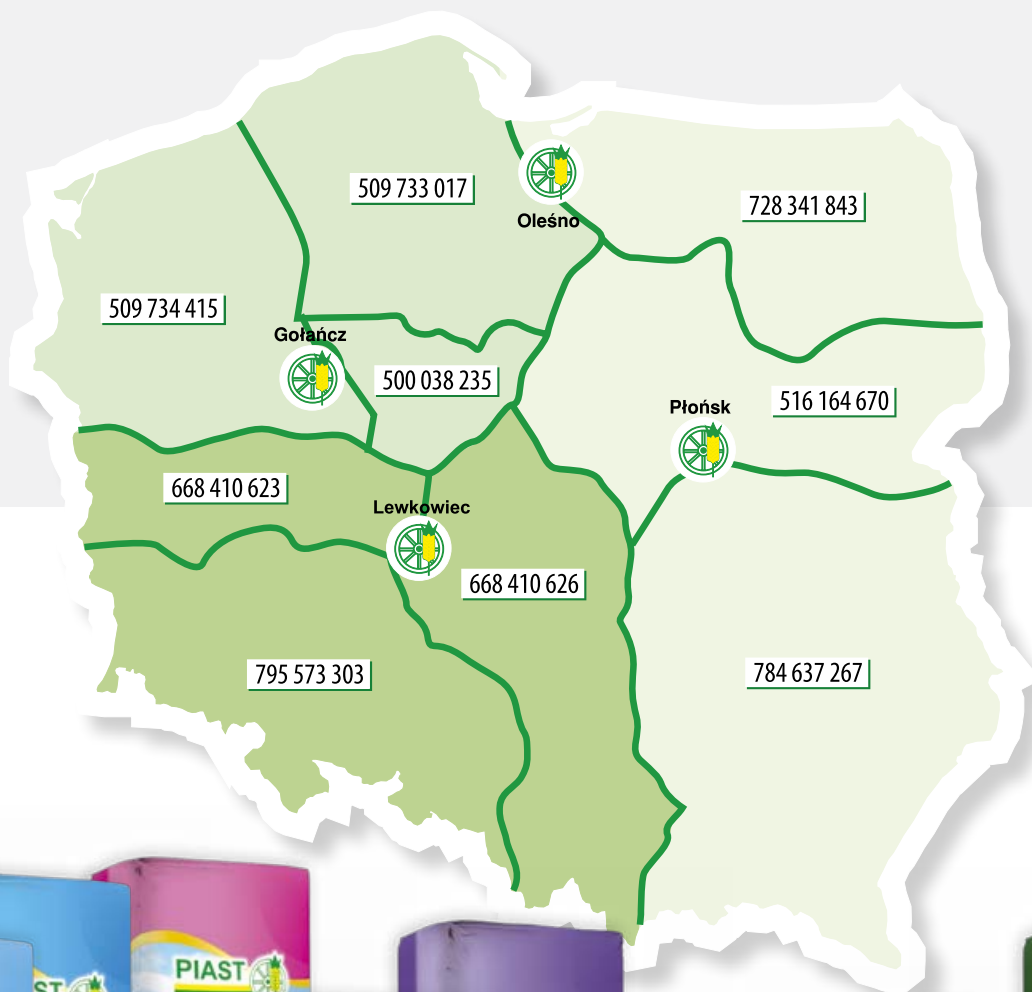 509 733 017
Oleśno
728 341 843
509 734 415
Gołańcz
500 038 235
Płońsk
516 164 670
668 410 623
Lewkowiec
668 410 626
795 573 303
784 637 267
PIAST
ST